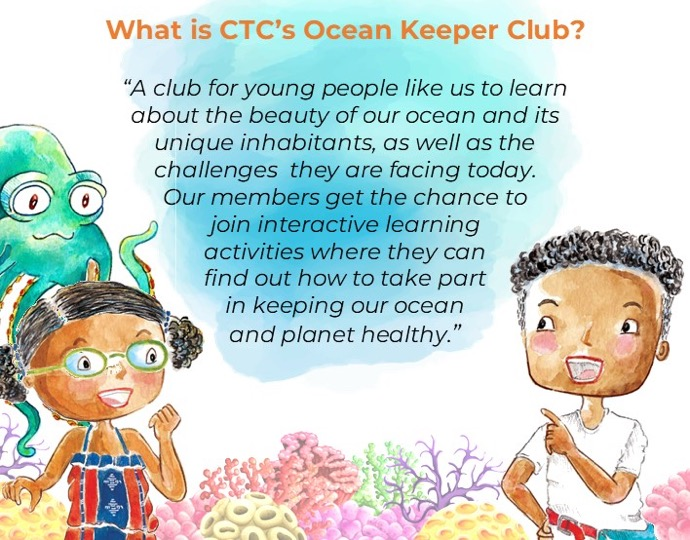 What is CTC’s Ocean Keeper Club?
“A club for young people like us to learn
about the beauty of our ocean and its
unique inhabitants, as well as the
challenges they are facing today.
Our members get the chance to
join interactive learning
activities where they can
find out how to take part
in keeping our ocean
and planet healthy.”